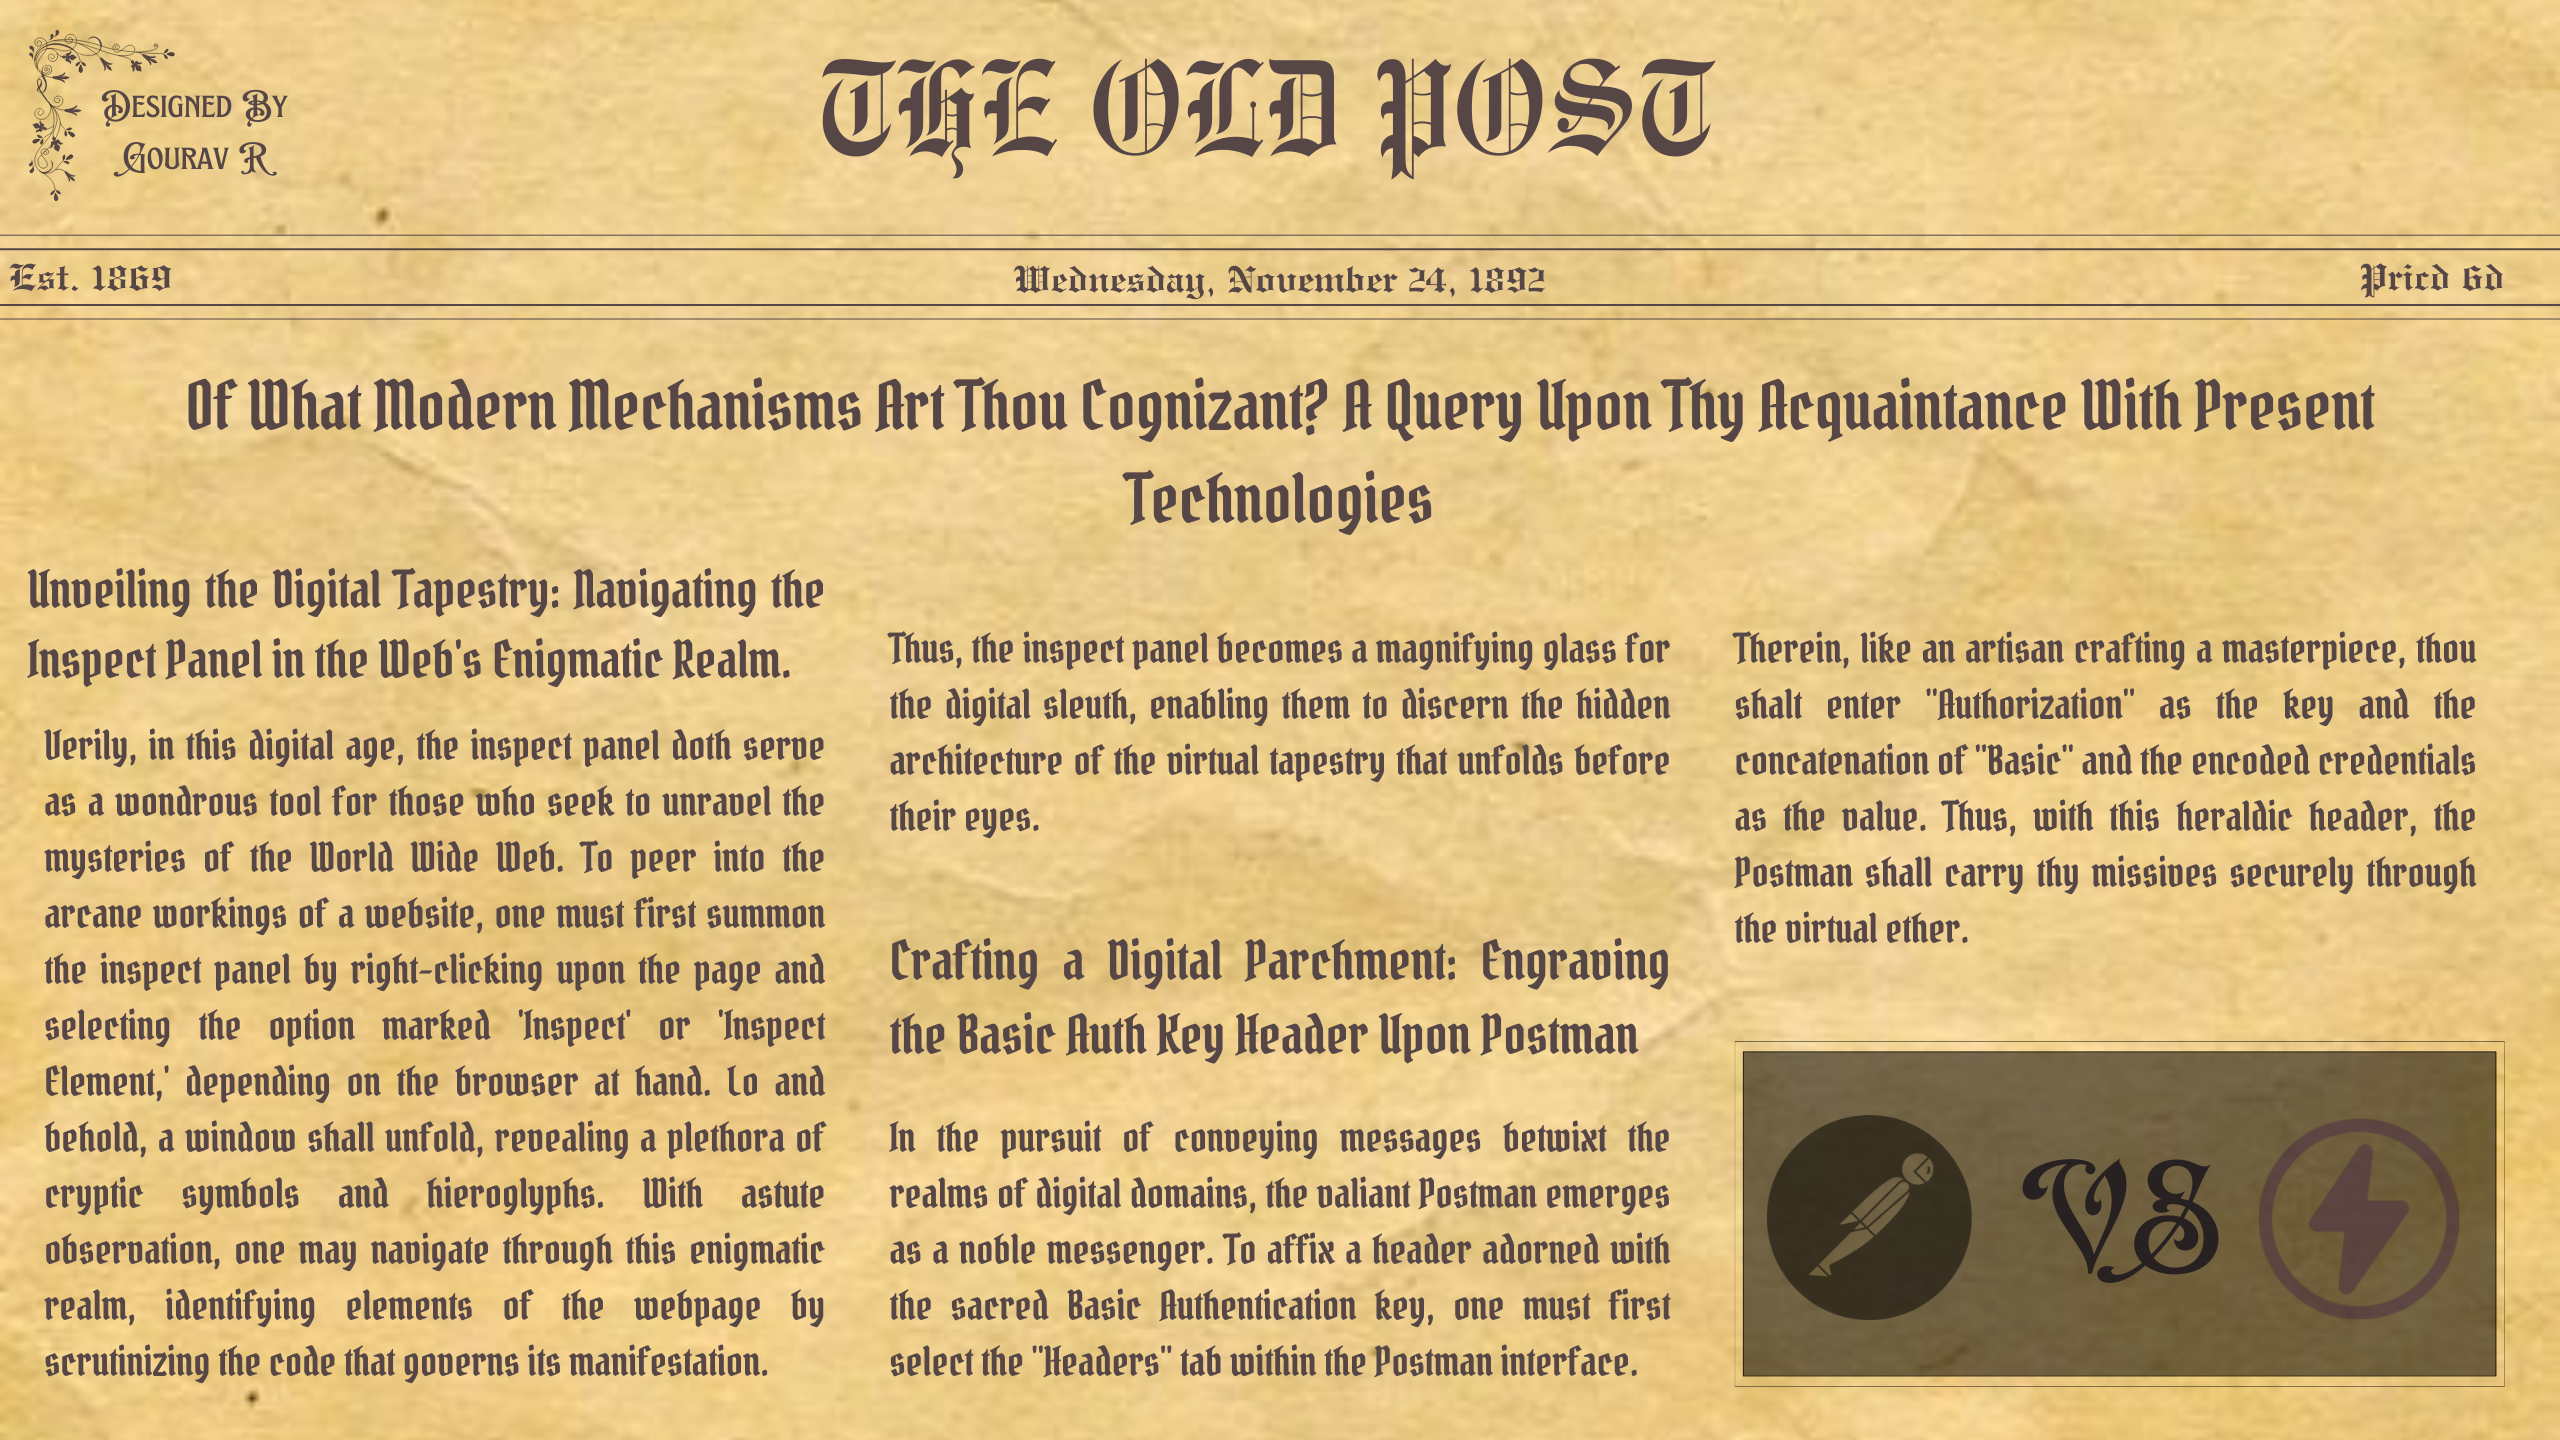 Designed By
Gourav R
THE OLD POST
Est. 1869
Wednesday, November 24, 1892
Pricd 6d
Of What Modern Mechanisms Art Thou Cognizant? A Query Upon Thy Acquaintance With Present
Technologies
Unveiling the Digital Tapestry: Navigating the
Inspect Panel in the Web's Enigmatic Realm.
Verily, in this digital age, the inspect panel doth serve
as a wondrous tool for those who seek to unravel the
mysteries of the World Wide Web. To peer into the
arcane workings of a website, one must first summon
the inspect panel by right-clicking upon the page and
selecting the option marked 'Inspect' or 'Inspect
Element,' depending on the browser at hand. Lo and
behold, a window shall unfold, revealing a plethora of
cryptic symbols and hieroglyphs. With astute
observation, one may navigate through this enigmatic
realm, identifying elements of the webpage by
scrutinizing the code that governs its manifestation.
Thus, the inspect panel becomes a magnifying glass for
the digital sleuth, enabling them to discern the hidden
architecture of the virtual tapestry that unfolds before
their eyes.
Crafting a Digital Parchment: Engraving
the Basic Auth Key Header Upon Postman
In the pursuit of conveying messages betwixt the
realms of digital domains, the valiant Postman emerges
as a noble messenger. To affix a header adorned with
the sacred Basic Authentication key, one must first
select the "Headers" tab within the Postman interface.
Therein, like an artisan crafting a masterpiece, thou
shalt enter "Authorization" as the key and the
concatenation of "Basic" and the encoded credentials
as the value. Thus, with this heraldic header, the
Postman shall carry thy missives securely through
the virtual ether.
VS